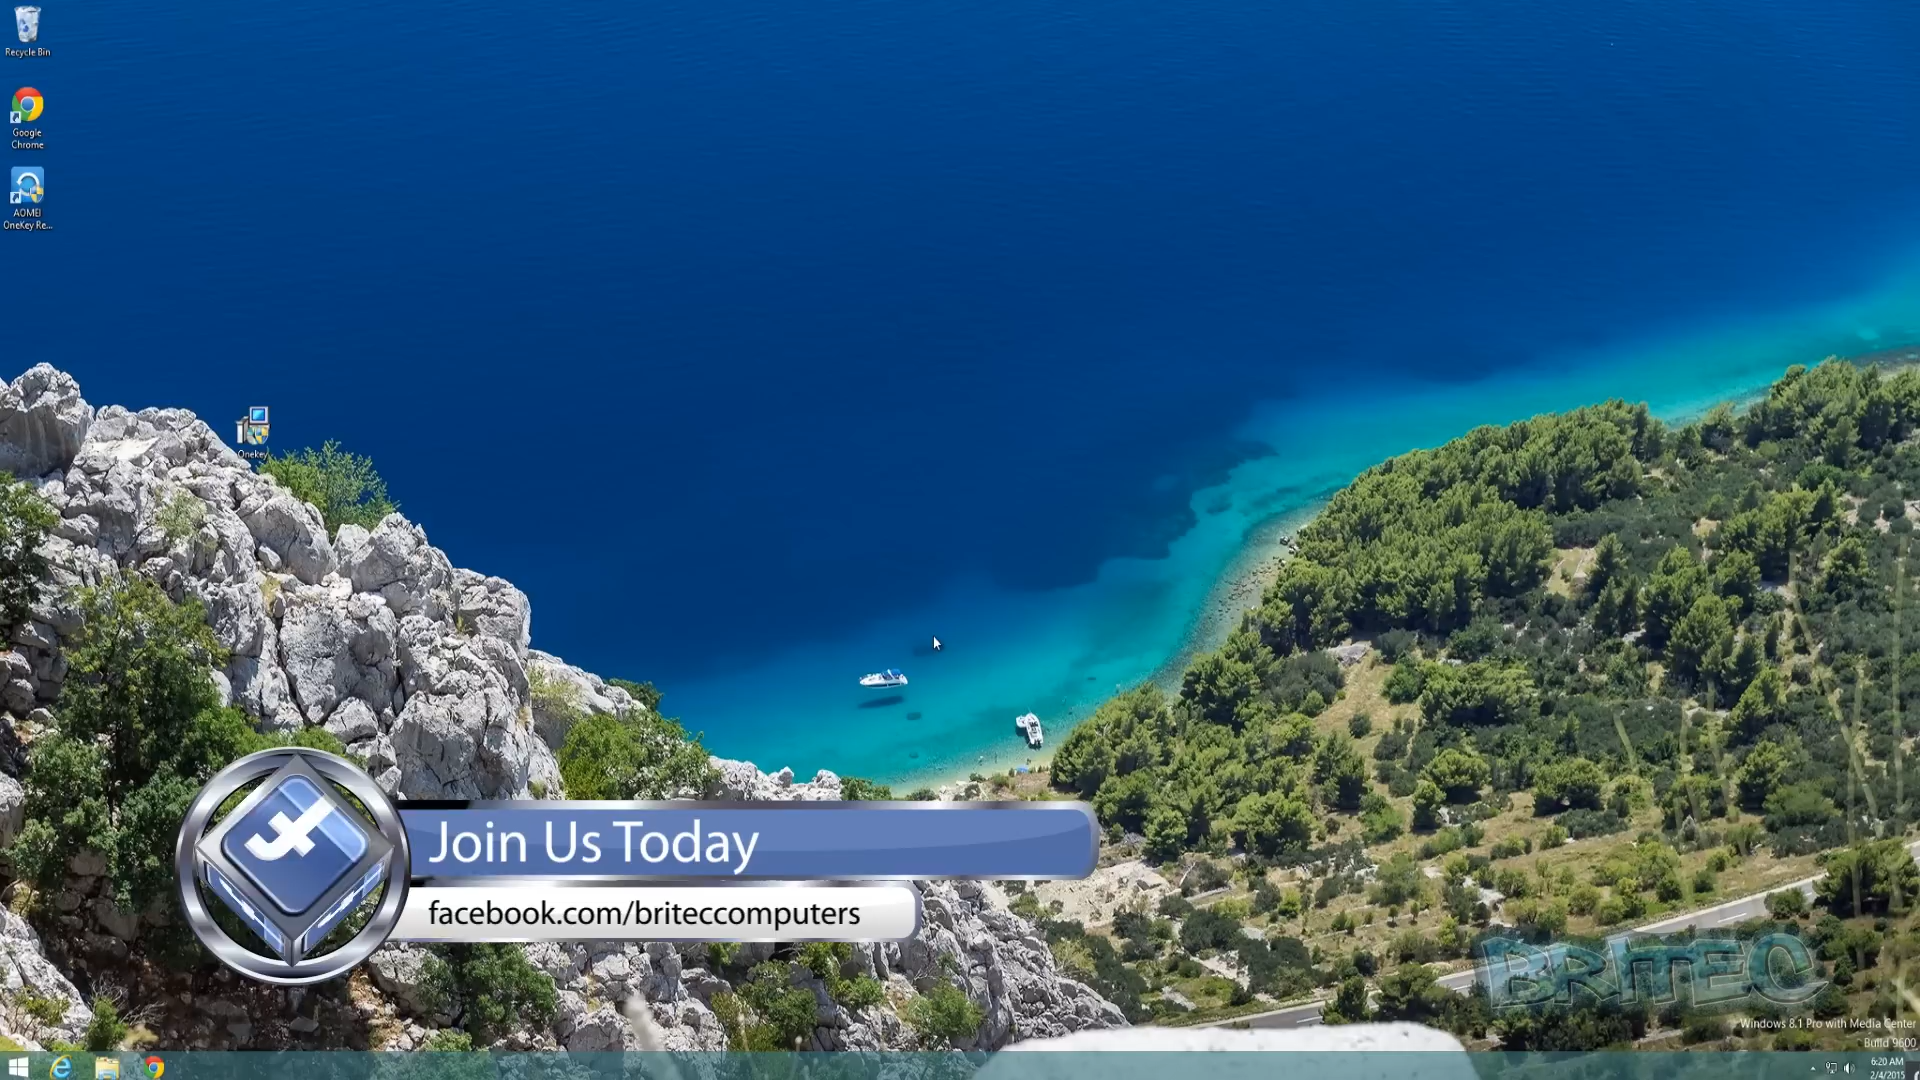 Recycle Bin
Google
Chrome
AOMEI
OneKey Re...
Onekey
Join Us Today
facebook.com/briteccomputers
BRITEC
Windows 8.1 Pro with Media Center
Build 9600
6:20 AM
2/4/2015